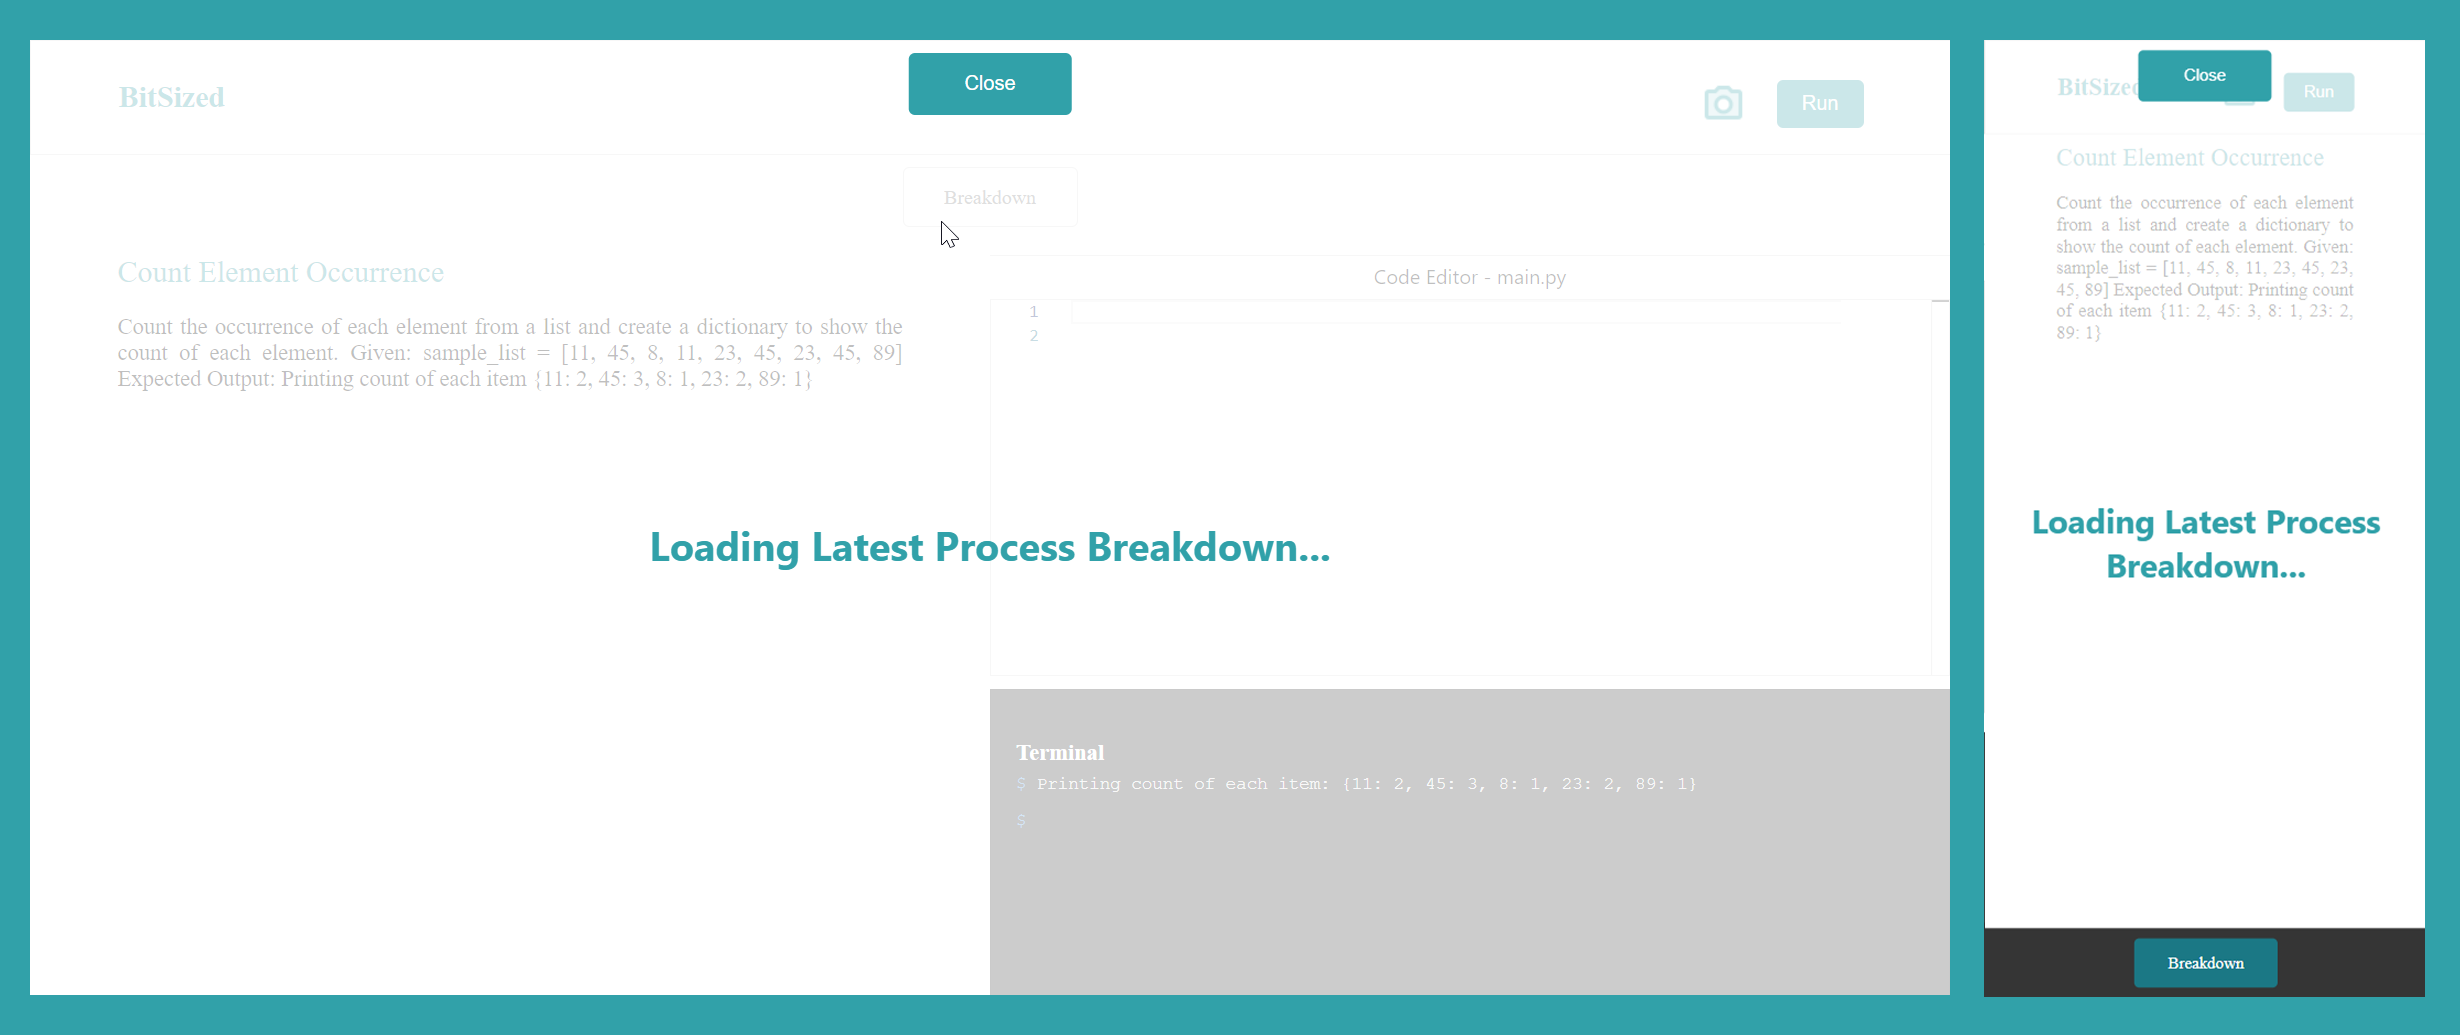 BitSized
Close
Run
Breakdown
Count Element Occurrence
Count the occurrence of each element from a list and create a dictionary to show the
count of each element. Given: sample_list = [11, 45, 8, 11, 23, 45, 23, 45, 89]
Expected Output: Printing count of each item {11: 2, 45: 3, 8: 1, 23: 2, 89: 1}
Code Editor - main.py
1
2
Loading Latest Process Breakdown...
Terminal
$ Printing count of each item: {11: 2, 45: 3, 8: 1, 23: 2, 89: 1}
$
BitSized
Close
Run
Count Element Occurrence
Count the occurrence of each element
from a list and create a dictionary to
show the count of each element. Given:
sample_list = [11, 45, 8, 11, 23, 45, 23,
45, 89] Expected Output: Printing count
of each item {11: 2, 45: 3, 8: 1, 23: 2,
89: 1}
Loading Latest Process
Breakdown...
Breakdown